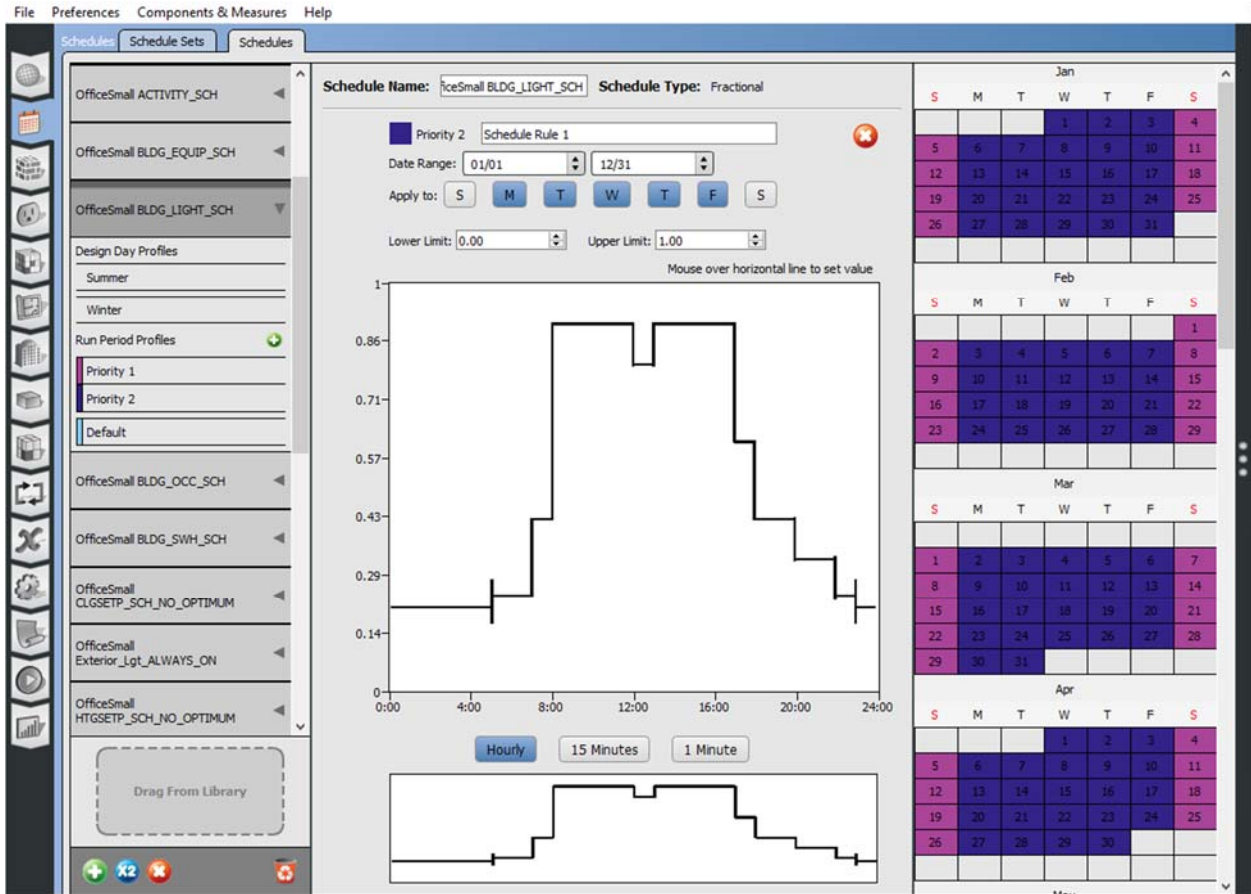 File Preferences Components & Measures Help
Schedules Schedule Sets Schedules
OfficeSmall ACTIVITY_SCH
OfficeSmall BLDG_EQUIP_SCH
OfficeSmall BLDG_LIGHT_SCH
Design Day Profiles
Summer
Winter
Run Period Profiles
Priority 1
Priority 2
Default
OfficeSmall BLDG_OCC_SCH
OfficeSmall BLDG_SWH_SCH
OfficeSmall
CLGSETP_SCH_NO_OPTIMUM
OfficeSmall
Exterior_Lgt_ALWAYS_ON
OfficeSmall
HTGSETP_SCH_NO_OPTIMUM
Drag From Library
X2
Schedule Name: ficeSmall BLDG_LIGHT_SCH Schedule Type: Fractional
Priority 2 Schedule Rule 1
Date Range: 01/01 12/31
Apply to: S M T W T F S
Lower Limit: 0.00 Upper Limit: 1.00
Mouse over horizontal line to set value
1
0.86
0.71
0.57
0.43
0.29
0.14
0
0:00 4:00 8:00 12:00 16:00 20:00 24:00
Hourly 15 Minutes 1 Minute
Jan
S M T W T F S
1 2 3 4
5 6 7 8 9 10 11
12 13 14 15 16 17 18
19 20 21 22 23 24 25
26 27 28 29 30 31
Feb
S M T W T F S
1
2 3 4 5 6 7 8
9 10 11 12 13 14 15
16 17 18 19 20 21 22
23 24 25 26 27 28 29
Mar
S M T W T F S
1 2 3 4 5 6 7
8 9 10 11 12 13 14
15 16 17 18 19 20 21
22 23 24 25 26 27 28
29 30 31
Apr
S M T W T F S
1 2 3 4
5 6 7 8 9 10 11
12 13 14 15 16 17 18
19 20 21 22 23 24 25
26 27 28 29 30